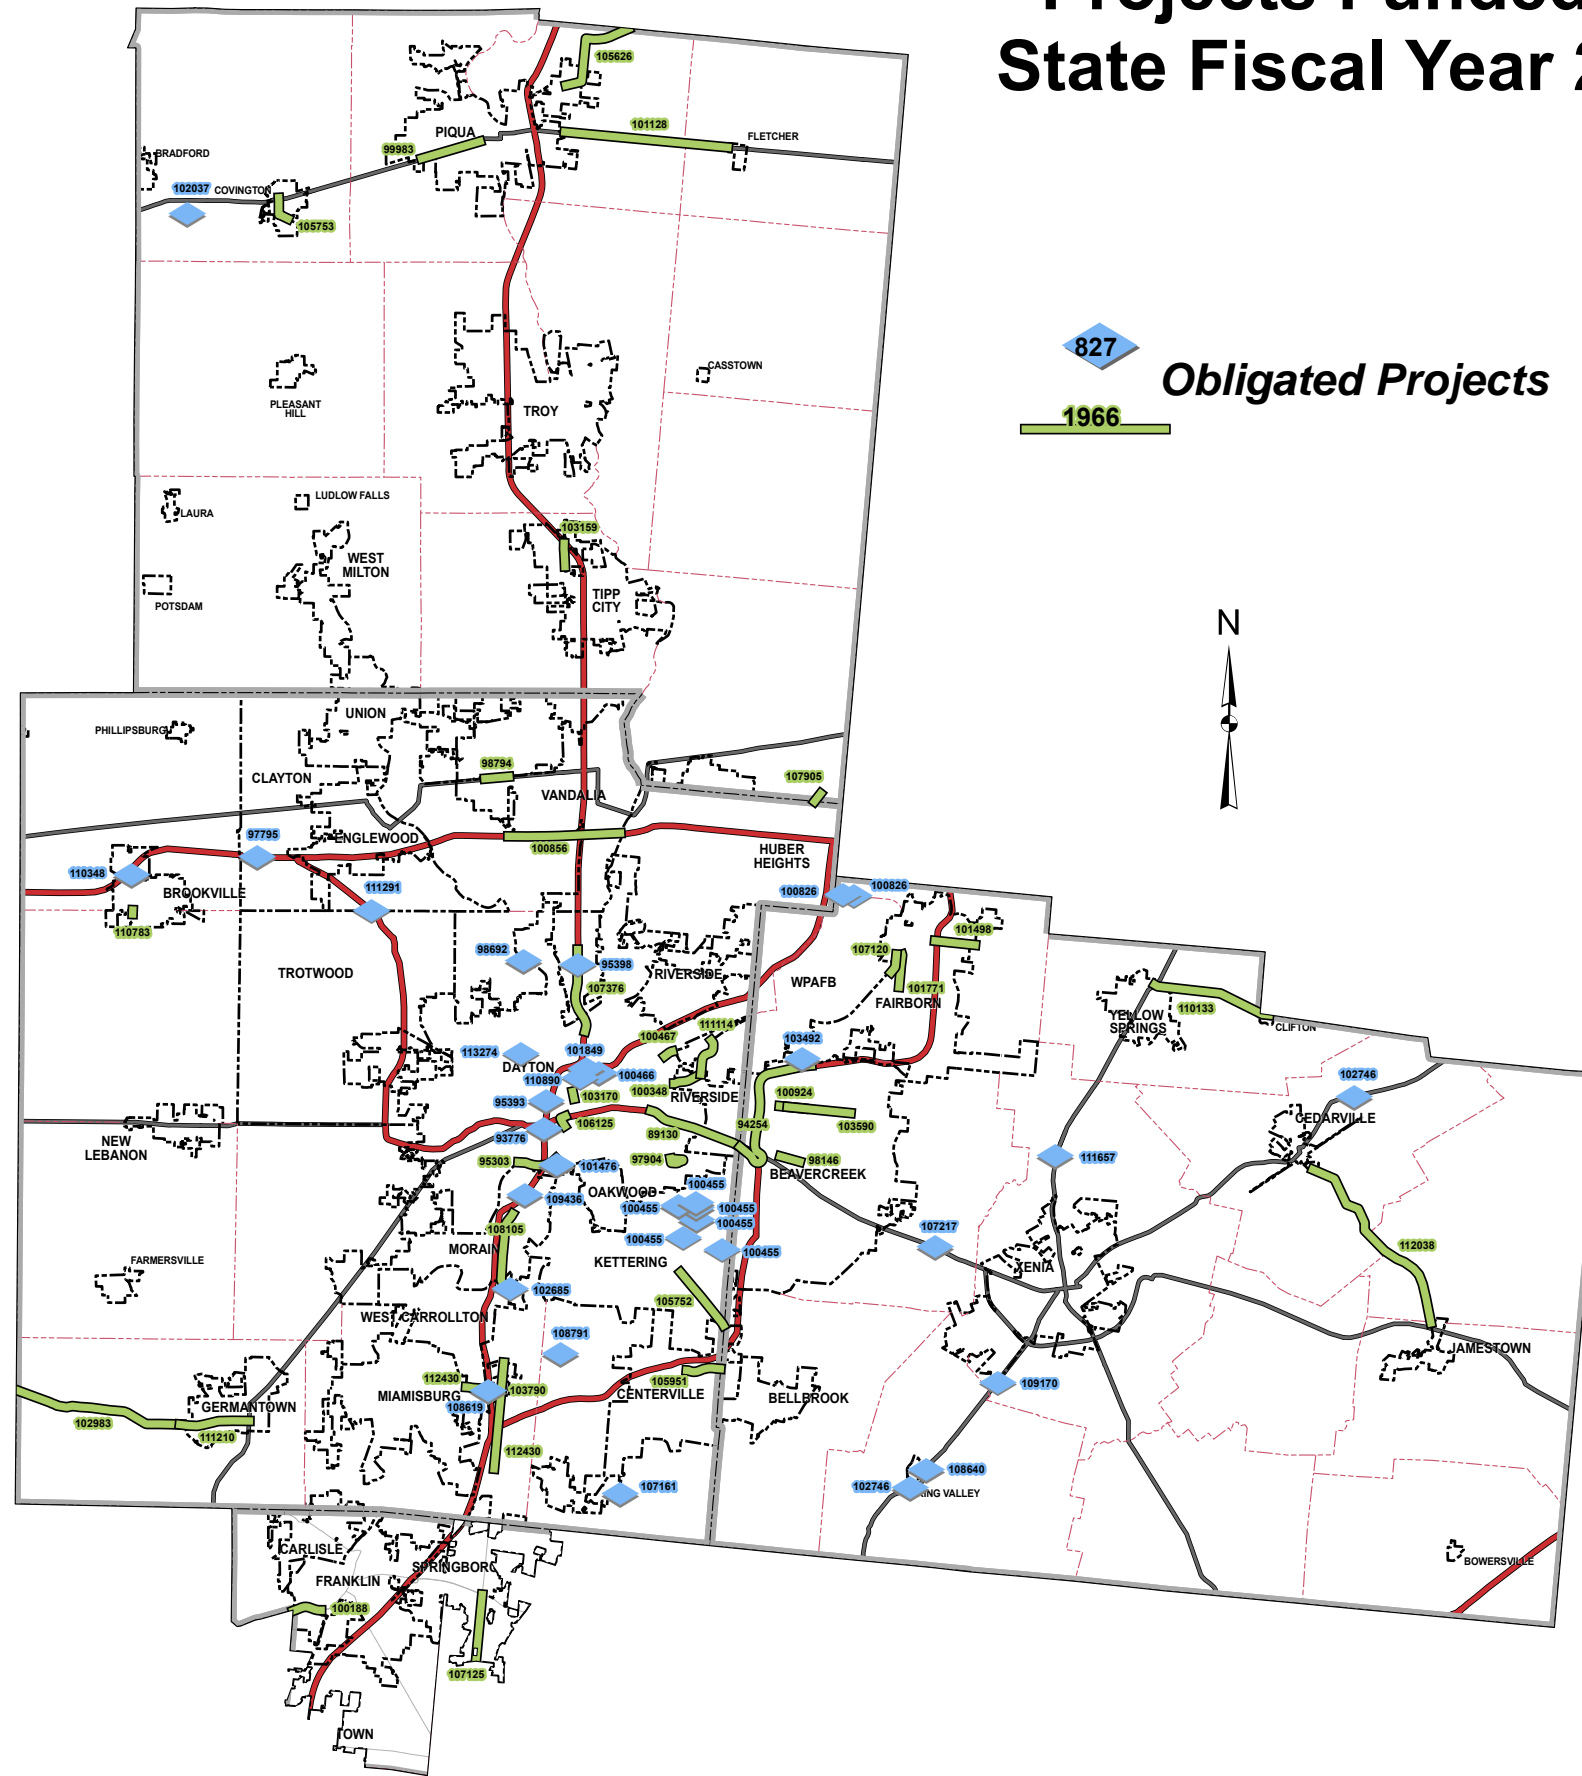 Projects Funded
State Fiscal Year 2
105626
101128
FLETCHER
PIQUA
99983
BRADFORD
102037
COVINGTON
105753
827
Obligated Projects
1966
CASSTOWN
PLEASANT
HILL
TROY
LAURA
LUDLOW FALLS
103159
WEST
MILTON
POTSDAM
TIPP
CITY
N
UNION
PHILLIPSBURG
98794
CLAYTON
107905
VANDALIA
97795
ENGLEWOOD
100856
HUBER
HEIGHTS
110348
BROOKVILLE
111291
100826
100826
110783
101498
107120
98692
95398
TROTWOOD
RIVERSIDE
WPAFB
107376
101771
FAIRBORN
110133
YELLOW
SPRINGS
CLIFTON
111114
100467
103492
113274
101849
DAYTON
110890
100466
102746
100348
RIVERSIDE
100924
95393
103170
103590
CEDARVILLE
106125
94254
93776
89130
NEW
LEBANON
95303
101476
97904
98146
BEAVERCREEK
111657
109436
OAKWOOD
100455
100455
100455
100455
100455
100455
108105
MORAIN
107217
112038
KETTERING
FARMERSVILLE
XENIA
102685
105752
WEST CARROLLTON
108791
JAMESTOWN
112430
103790
105951
MIAMISBURG
CENTERVILLE
BELLBROOK
109170
108619
GERMANTOWN
102983
111210
112430
108640
102746
ING VALLEY
107161
CARLISLE
SPRINGBORO
BOWERSVILLE
FRANKLIN
100188
107125
TOWN